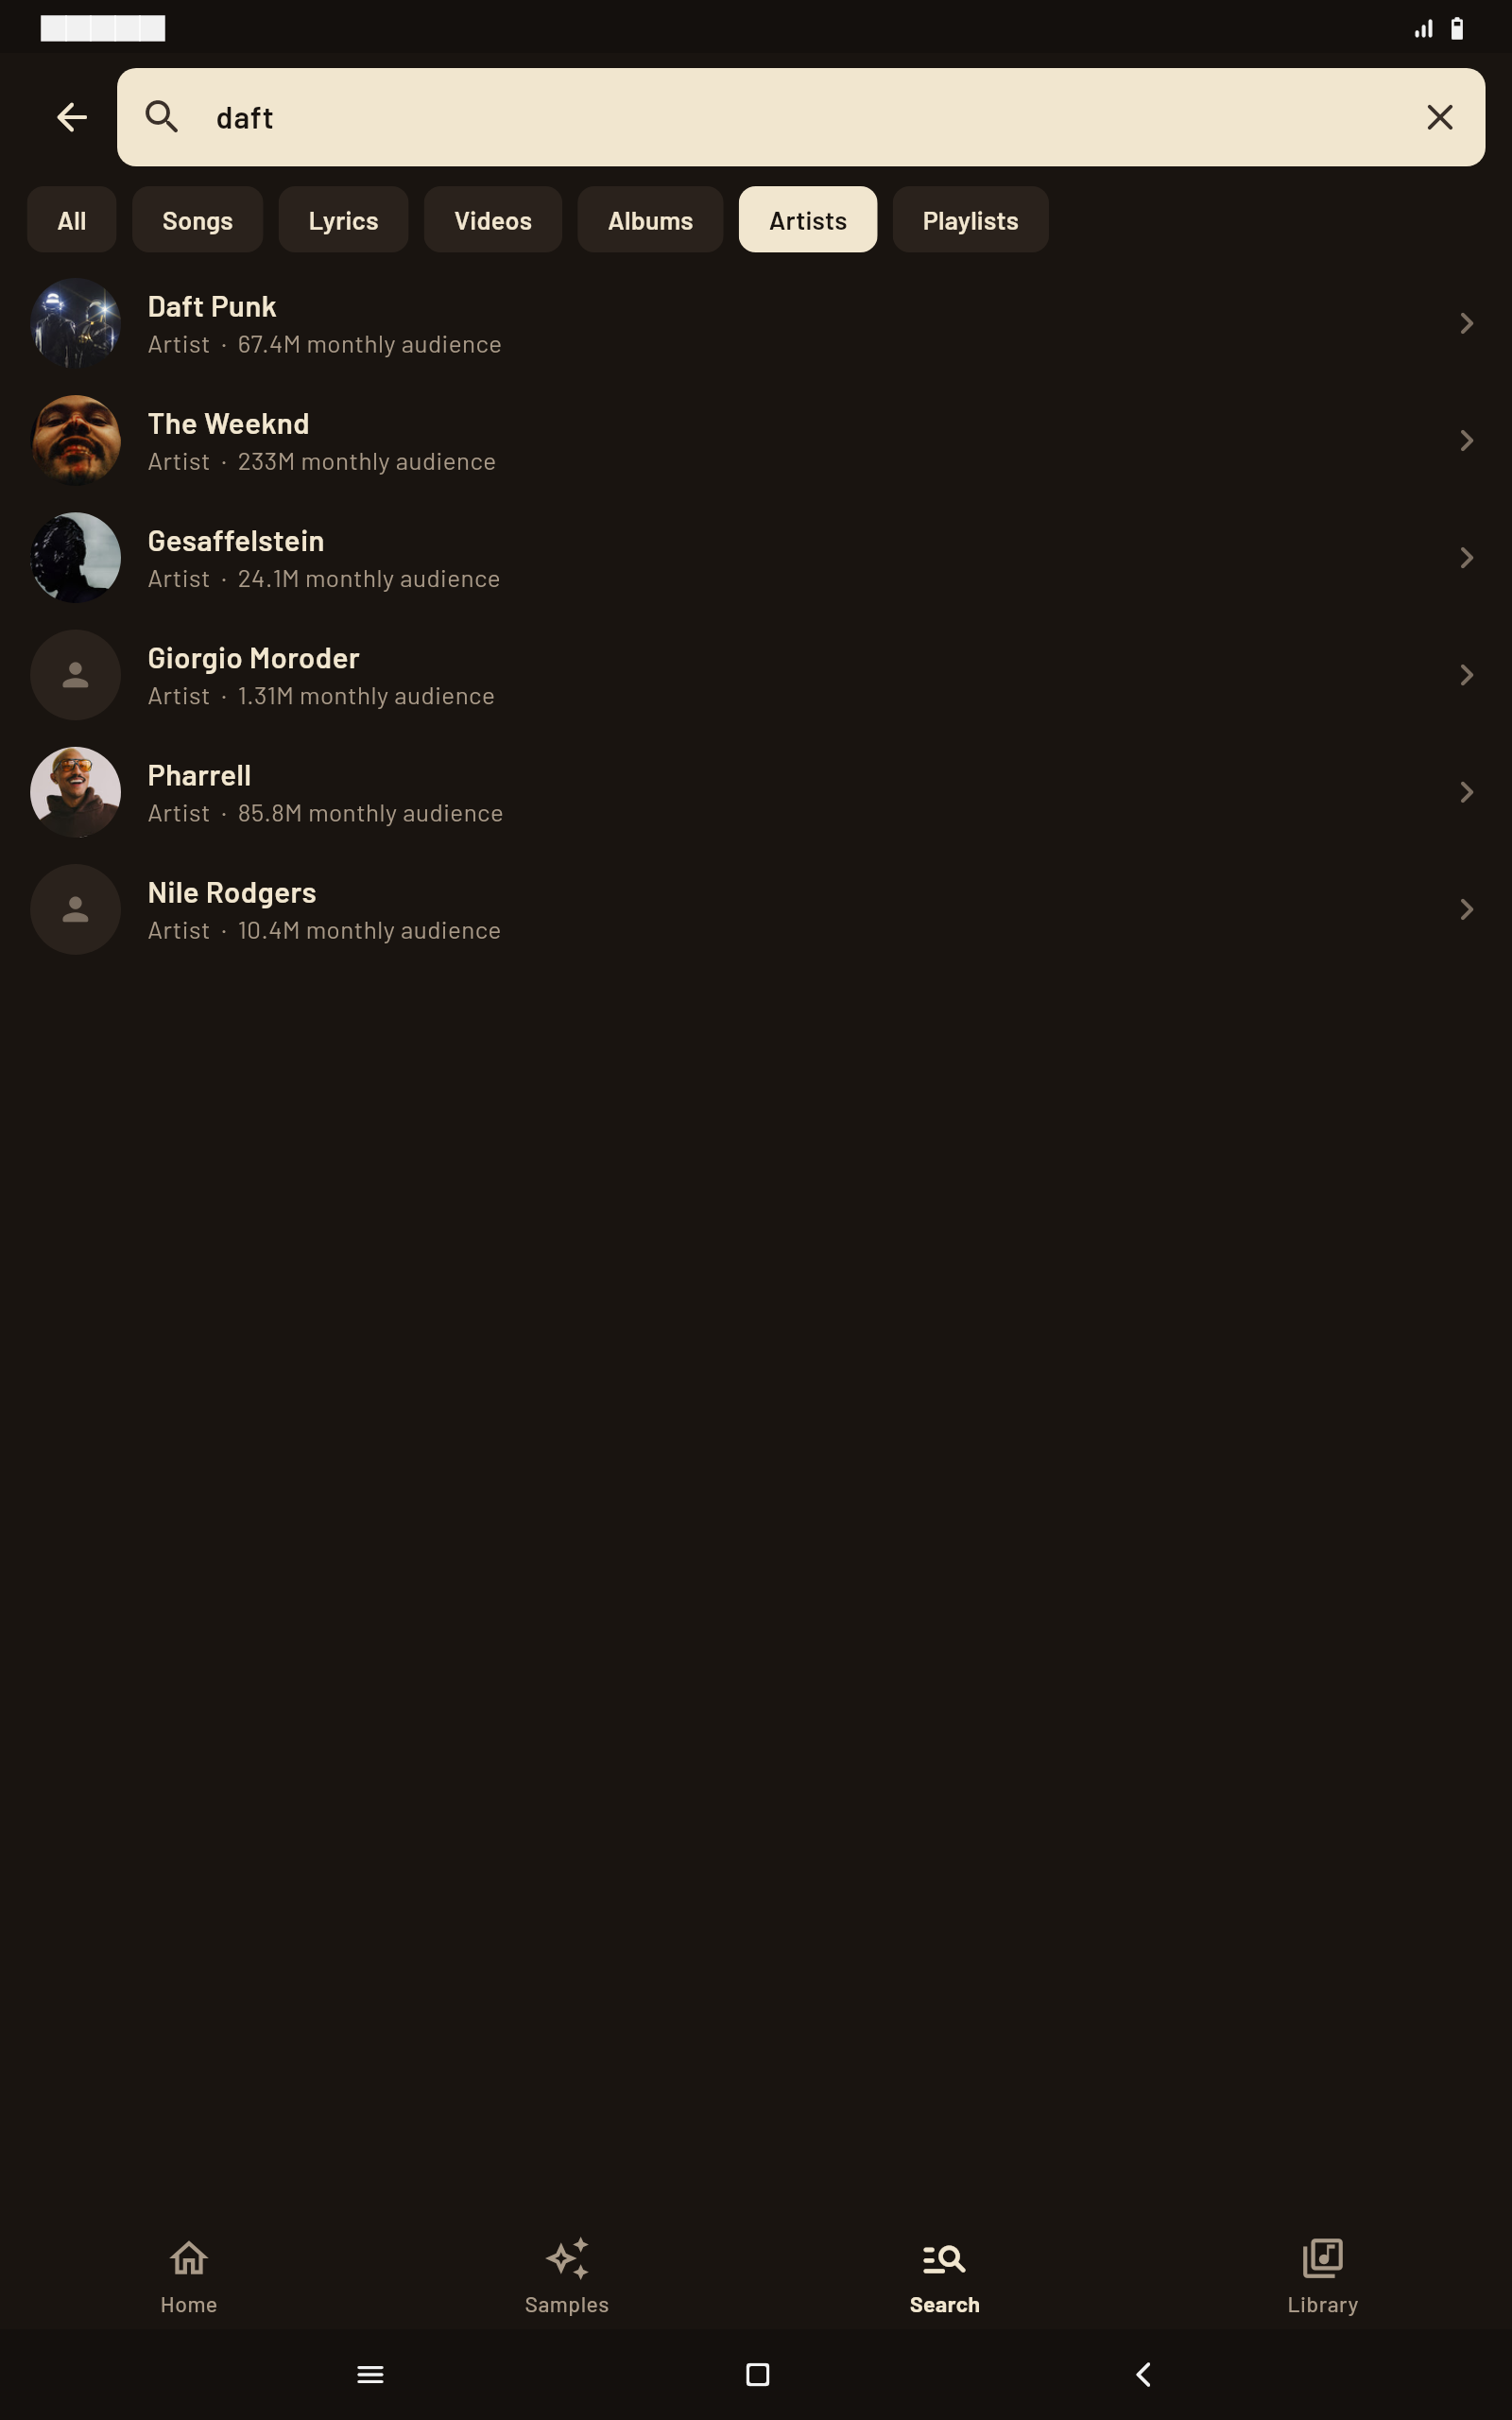 daft
All Songs Lyrics Videos Albums Artists Playlists
Daft Punk
Artist · 67.4M monthly audience
The Weeknd
Artist · 233M monthly audience
Gesaffelstein
Artist · 24.1M monthly audience
Giorgio Moroder
Artist · 1.31M monthly audience
Pharrell
Artist · 85.8M monthly audience
Nile Rodgers
Artist · 10.4M monthly audience
Home Samples Search Library